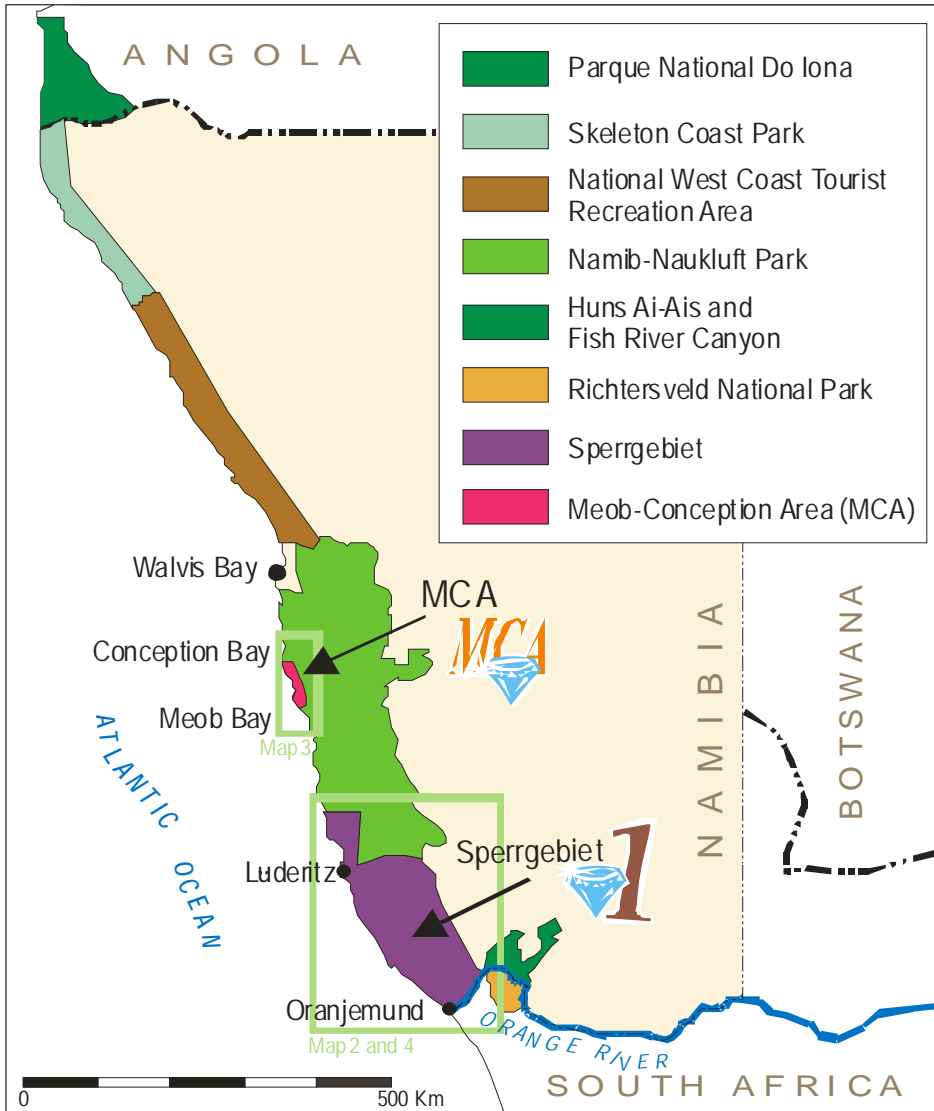 ANGOLA
Parque National Do Iona
Skeleton Coast Park
National West Coast Tourist
Recreation Area
Namib-Naukluft Park
Huns Ai-Ais and
Fish River Canyon
Richtersveld National Park
Sperrgebiet
Meob-Conception Area (MCA)
Walvis Bay
MCA
MCA
Conception Bay
Meob Bay
Map 3
NAMIBIA
BOTSWANA
ATLANTIC OCEAN
Sperrgebiet
1
Luderitz
Oranjemund
Map 2 and 4
ORANGE RIVER
SOUTH AFRICA
0 500 Km